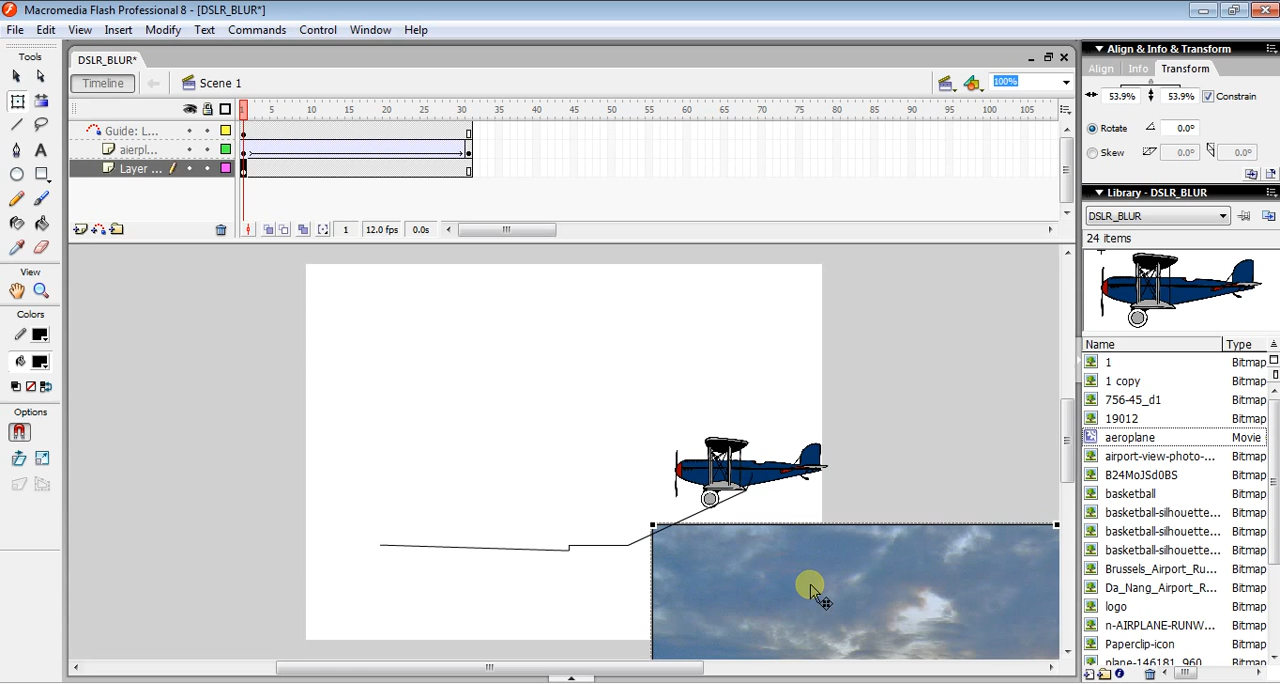 Macromedia Flash Professional 8 - [DSLR_BLUR*]
File Edit View Insert Modify Text Commands Control Window Help
Tools
View
Colors
Options
DSLR_BLUR*
Timeline
Scene 1
100%
1 5 10 15 20 25 30 35 40 45 50 55 60 65 70 75 80 85 90 95 100 105
Guide: L...
aierpl...
Layer ...
1 12.0 fps 0.0s
Align & Info & Transform
Align Info Transform
53.9% 53.9% Constrain
Rotate 0.0°
Skew 0.0° 0.0°
Library - DSLR_BLUR
DSLR_BLUR
24 items
Name Type
1 Bitmap
1 copy Bitmap
756-45_d1 Bitmap
19012 Bitmap
aeroplane Movie
airport-view-photo-... Bitmap
B24MoJSd0BS Bitmap
basketball Bitmap
basketball-silhouette... Bitmap
basketball-silhouette... Bitmap
basketball-silhouette... Bitmap
Brussels_Airport_Ru... Bitmap
Da_Nang_Airport_R... Bitmap
logo Bitmap
n-AIRPLANE-RUNW... Bitmap
Paperclip-icon Bitmap
plane-146181_960 Bitmap